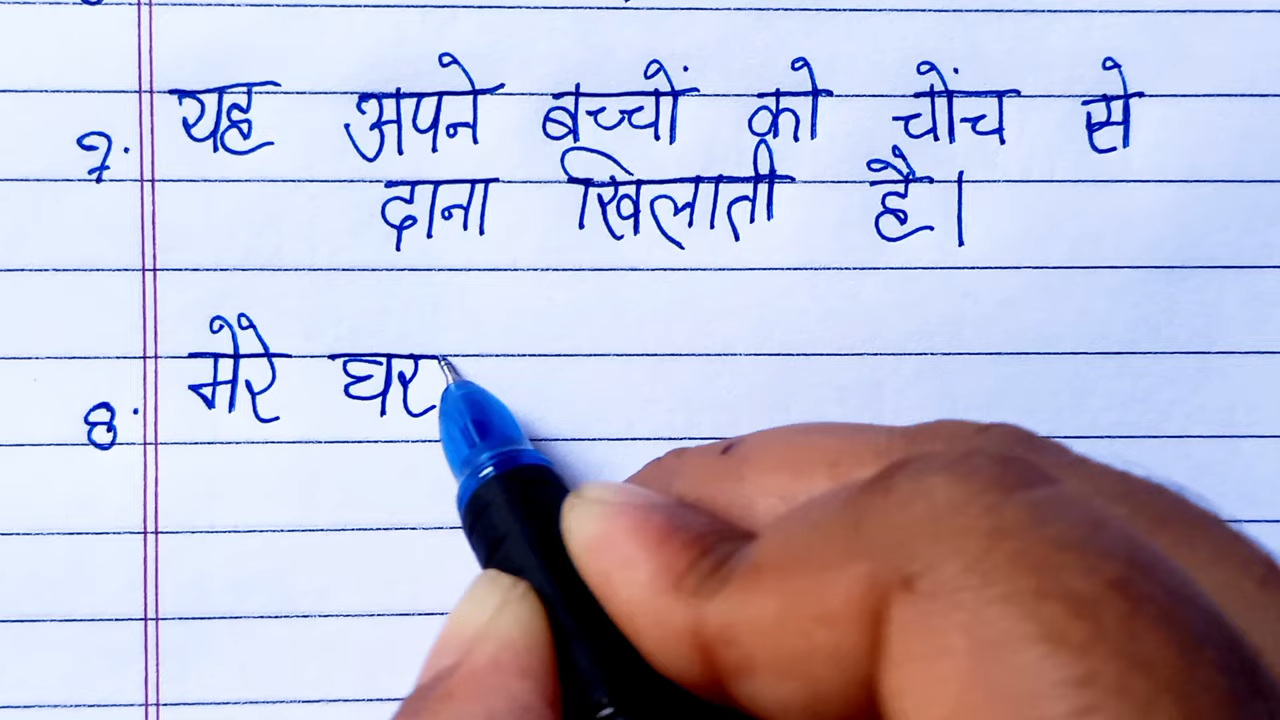 7. यह अपने बच्चों को चोंच से
दाना खिलाती है।
8. मेरे घर